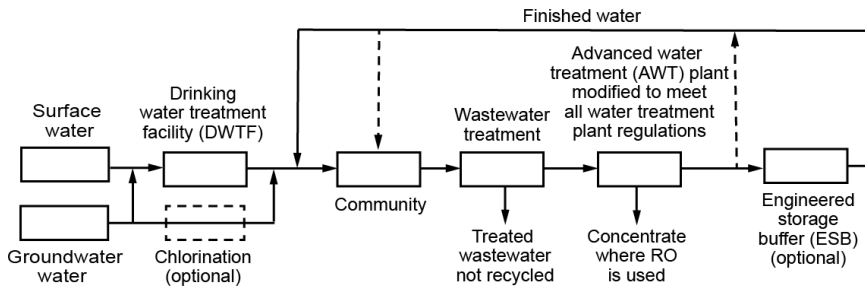 Finished water
Advanced water
treatment (AWT) plant
modified to meet
all water treatment
plant regulations
Drinking
water treatment
facility (DWTF)
Surface
water
Wastewater
treatment
Community
Groundwater
water
Chlorination
(optional)
Treated
wastewater
not recycled
Concentrate
where RO
is used
Engineered
storage
buffer (ESB)
(optional)